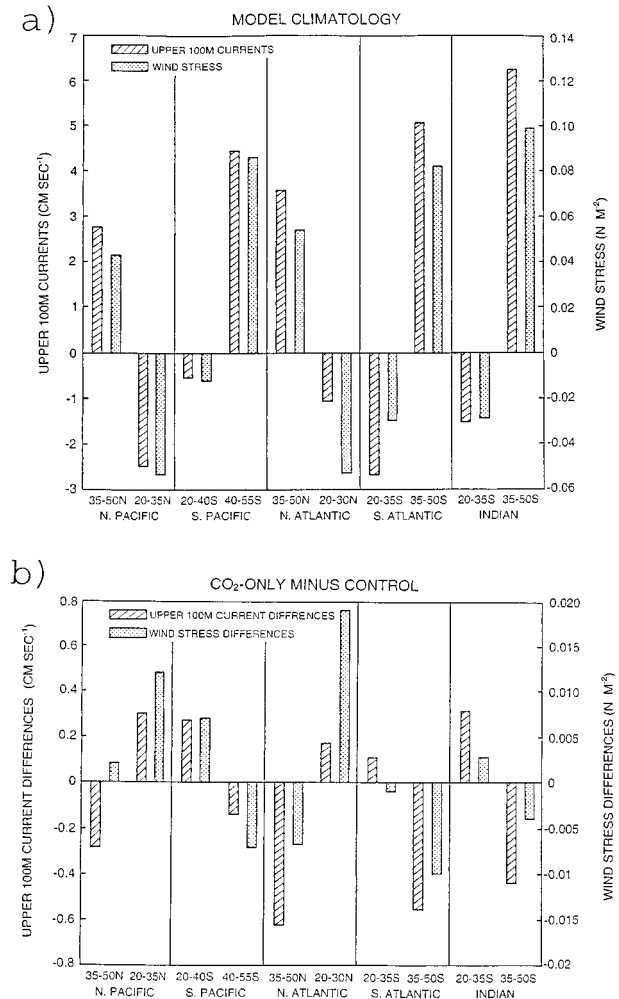 a)
MODEL CLIMATOLOGY
UPPER 100M CURRENTS
WIND STRESS
7
6
5
4
3
2
1
0
-1
-2
-3
UPPER 100M CURRENTS (CM SEC⁻¹)
0.14
0.12
0.10
0.08
0.06
0.04
0.02
0
-0.02
-0.04
-0.06
WIND STRESS (N M⁻²)
35-50N 20-35N 20-40S 40-55S 35-50N 20-30N 20-35S 35-50S 20-35S 35-50S
N. PACIFIC S. PACIFIC N. ATLANTIC S. ATLANTIC INDIAN
b)
CO₂-ONLY MINUS CONTROL
UPPER 100M CURRENT DIFFRENCES
WIND STRESS DIFFERENCES
0.8
0.6
0.4
0.2
0
-0.2
-0.4
-0.6
-0.8
UPPER 100M CURRENT DIFFERENCES (CM SEC⁻¹)
0.020
0.015
0.010
0.005
0
-0.005
-0.010
-0.015
-0.02
WIND STRESS DIFFERENCES (N M⁻²)
35-50N 20-35N 20-40S 40-55S 35-50N 20-30N 20-35S 35-50S 20-35S 35-50S
N. PACIFIC S. PACIFIC N. ATLANTIC S. ATLANTIC INDIAN